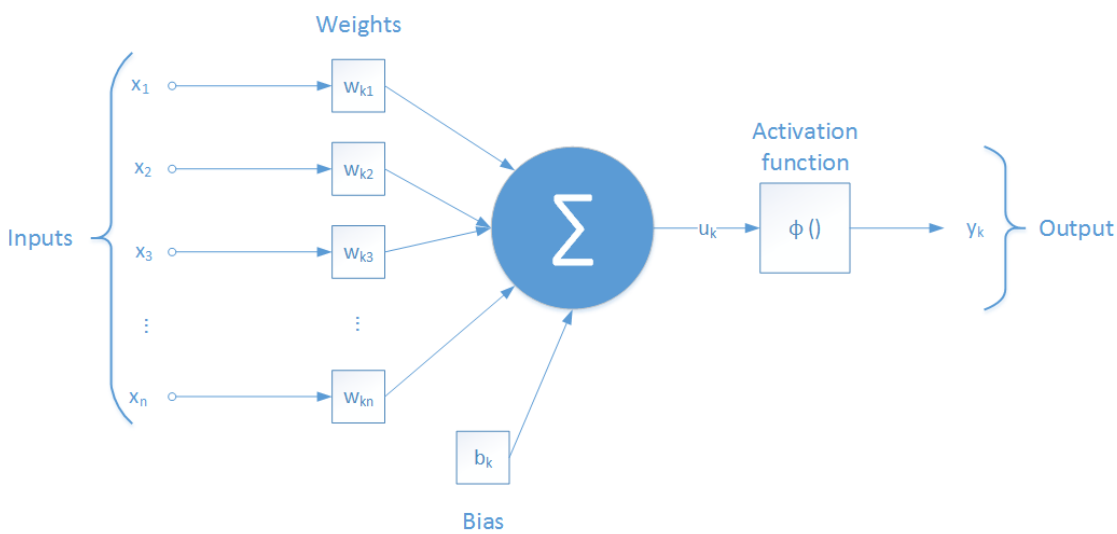 Weights
x1
wk1
Activation
function
x2
wk2
Inputs
∑
uk
ϕ ()
yk
Output
x3
wk3
⋮
⋮
xn
wkn
bk
Bias